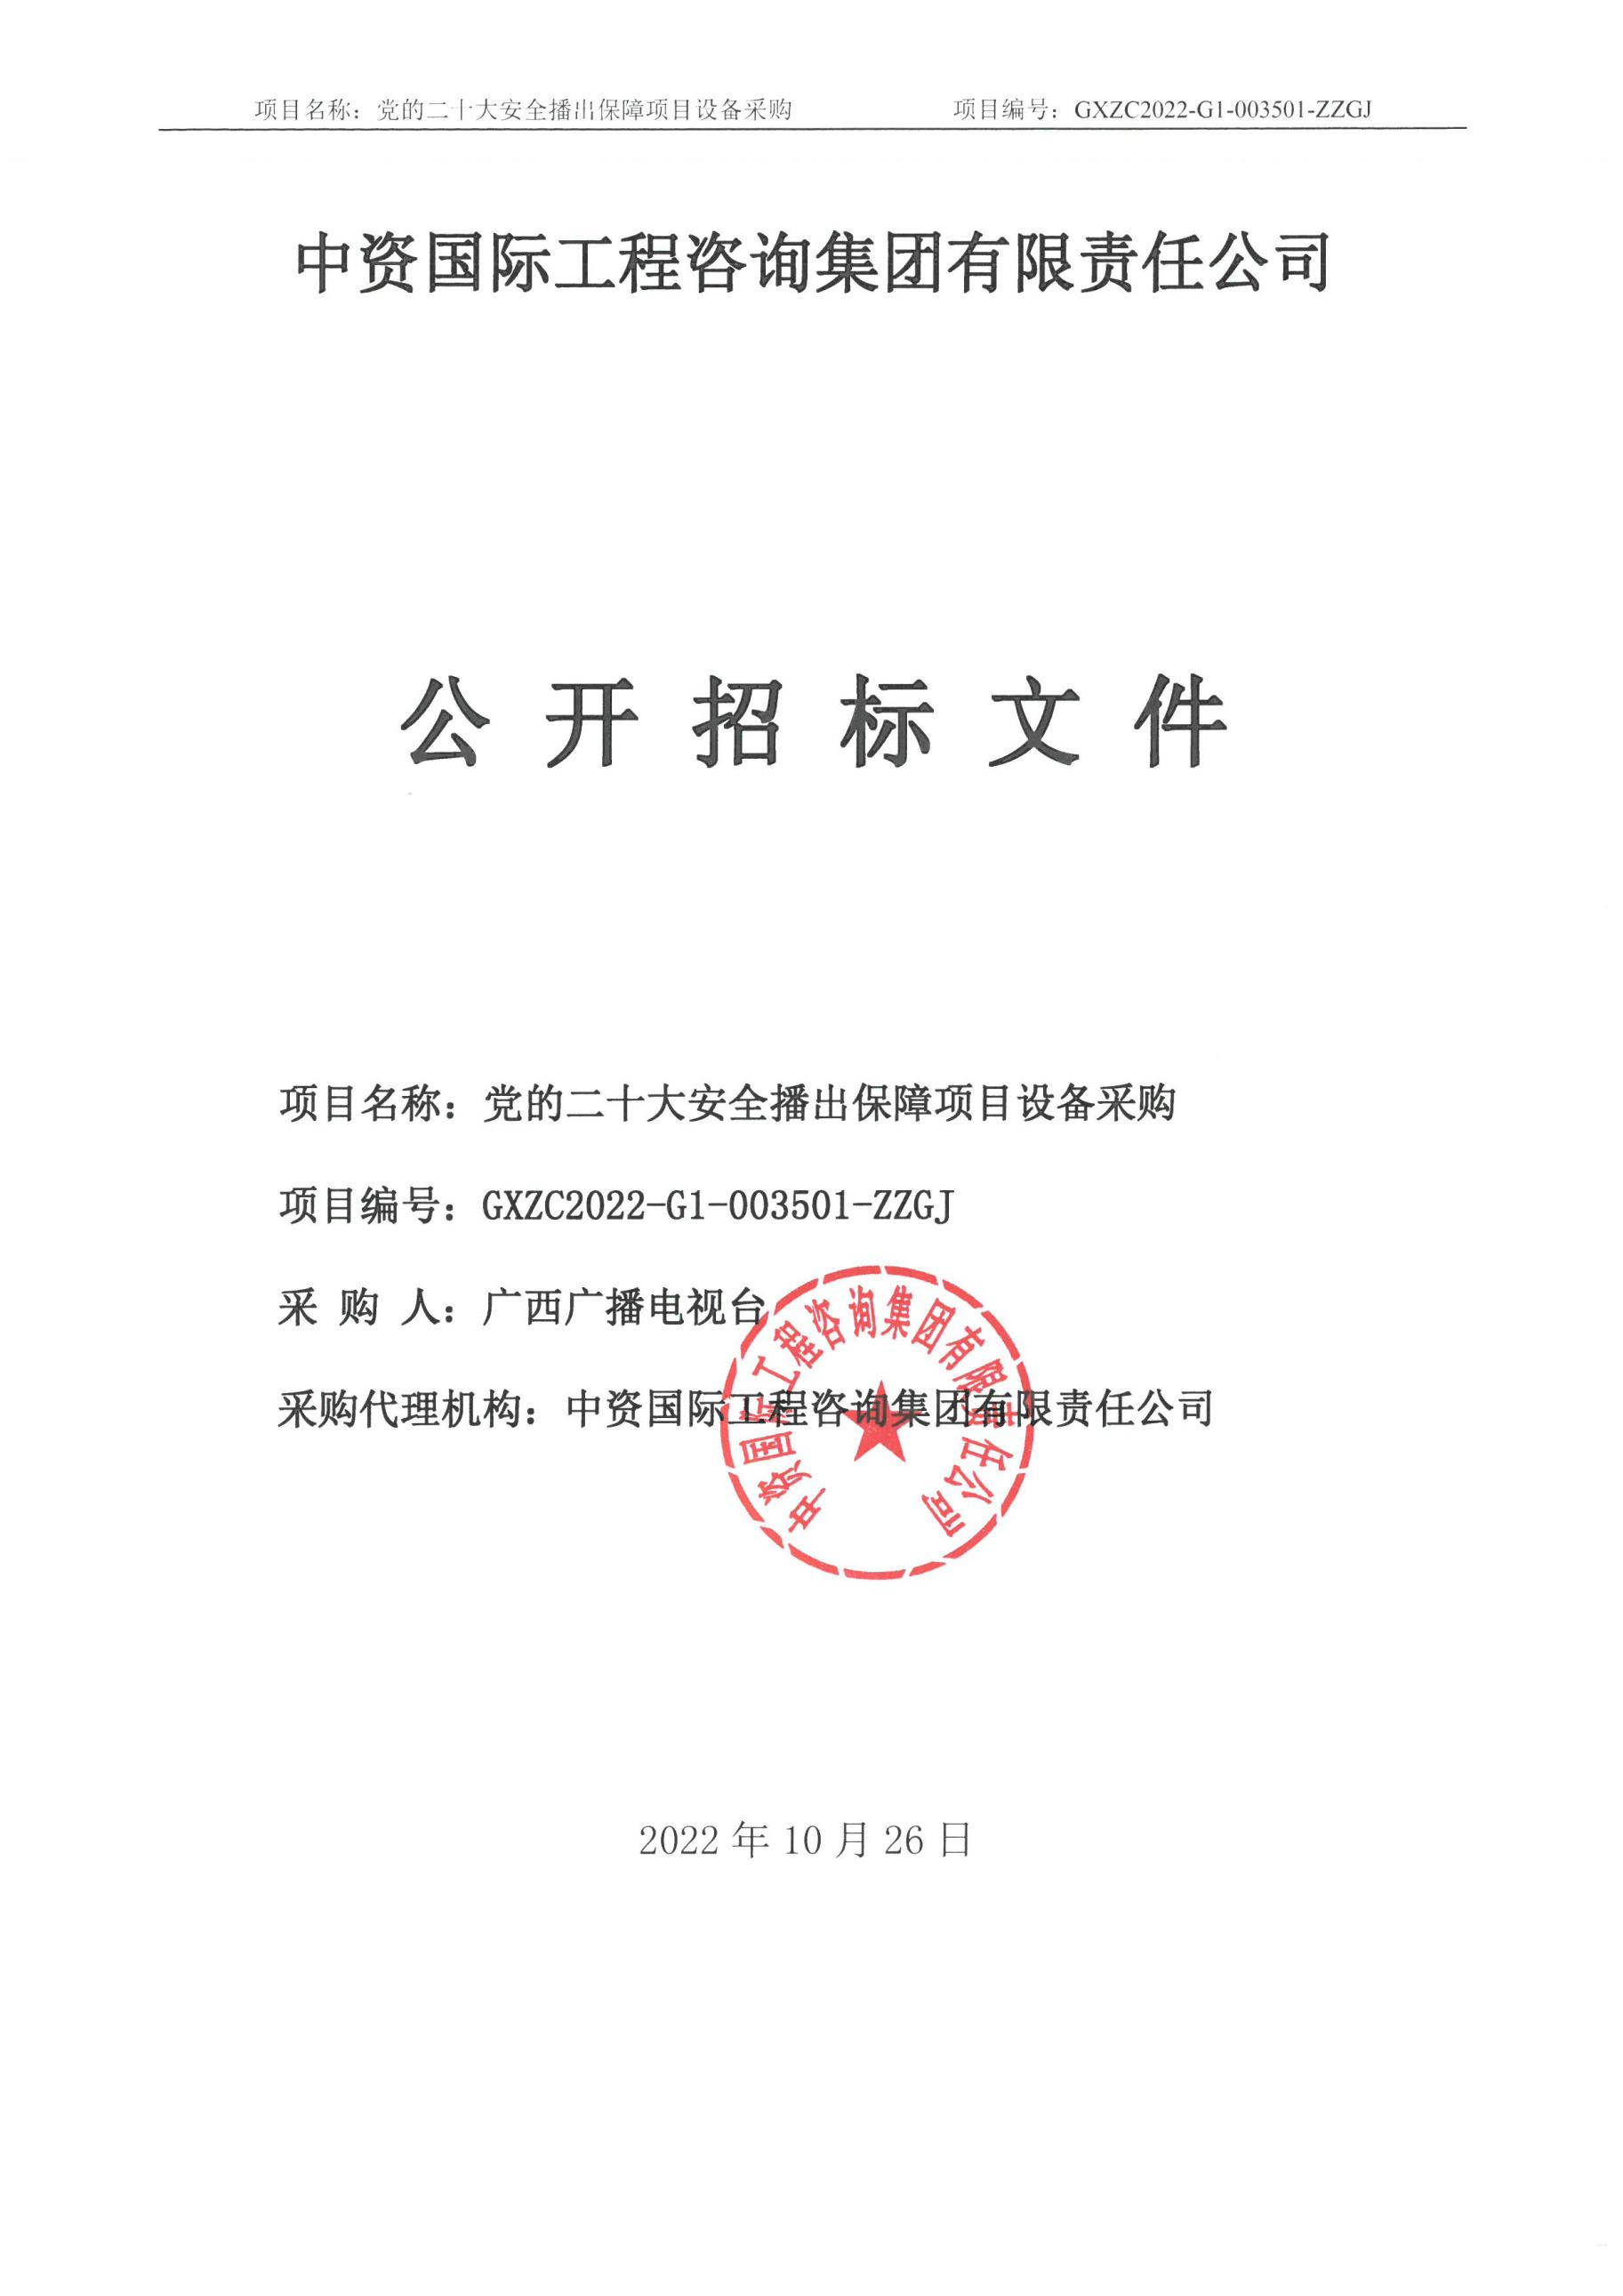 项目名称：党的二十大安全播出保障项目设备采购 项目编号：GXZC2022-G1-003501-ZZGJ
中资国际工程咨询集团有限责任公司
公开招标文件
项目名称：党的二十大安全播出保障项目设备采购
项目编号：GXZC2022-G1-003501-ZZGJ
采 购 人：广西广播电视台
采购代理机构：中资国际工程咨询集团有限责任公司
中资国际工程咨询集团有限责任公司
2022 年 10 月 26 日